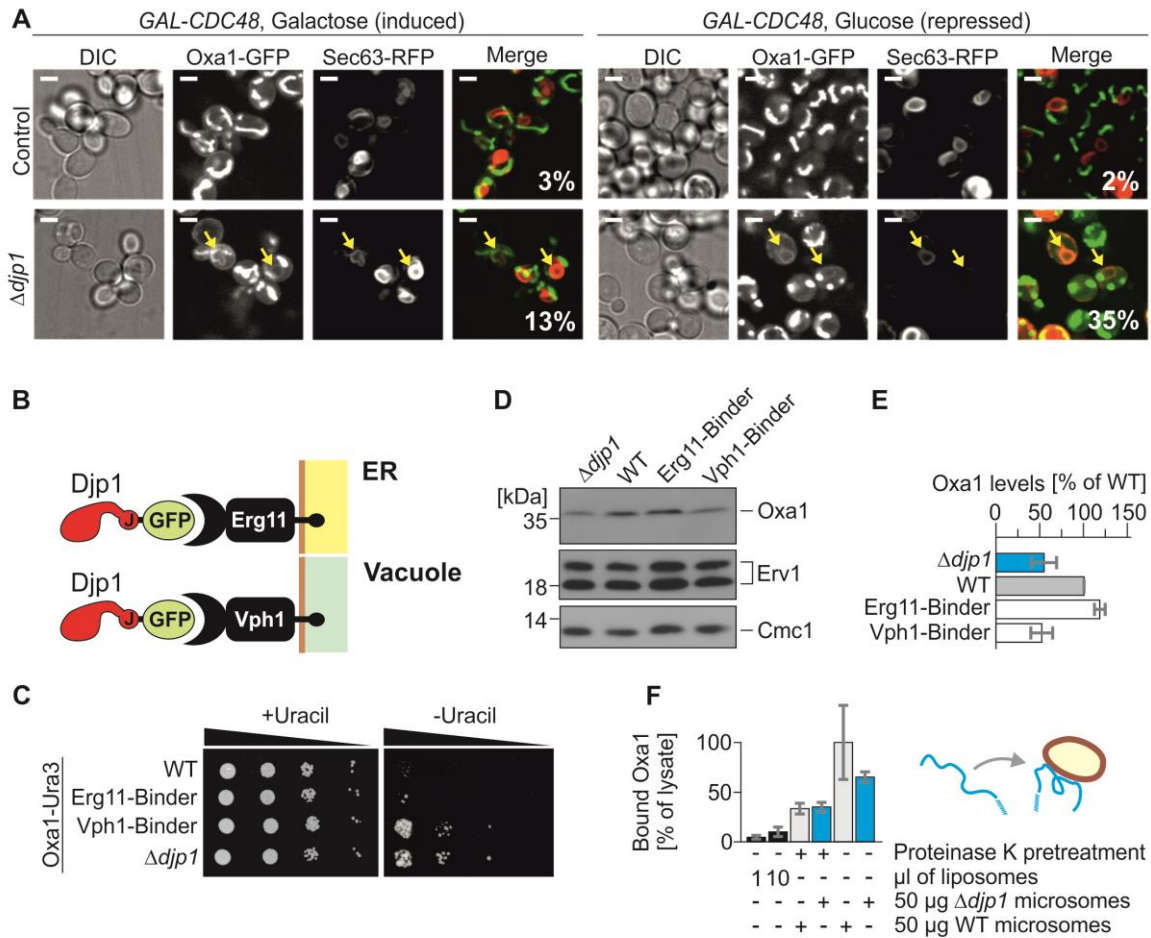 A
GAL-CDC48, Galactose (induced)
GAL-CDC48, Glucose (repressed)
DIC Oxa1-GFP Sec63-RFP Merge
DIC Oxa1-GFP Sec63-RFP Merge
Control
3%
2%
Δdjp1
13%
35%
B
Djp1
J
GFP
Erg11
ER
Djp1
J
GFP
Vph1
Vacuole
C
+Uracil
-Uracil
Oxa1-Ura3
WT
Erg11-Binder
Vph1-Binder
Δdjp1
D
Δdjp1
WT
Erg11-Binder
Vph1-Binder
[kDa]
35
Oxa1
18
Erv1
14
Cmc1
E
Oxa1 levels [% of WT]
0 50 100 150
Δdjp1
WT
Erg11-Binder
Vph1-Binder
F
Bound Oxa1
[% of lysate]
100
50
0
- - + + - - Proteinase K pretreatment
1 10 - - - - µl of liposomes
- - - + - + 50 µg Δdjp1 microsomes
- - + - + - 50 µg WT microsomes